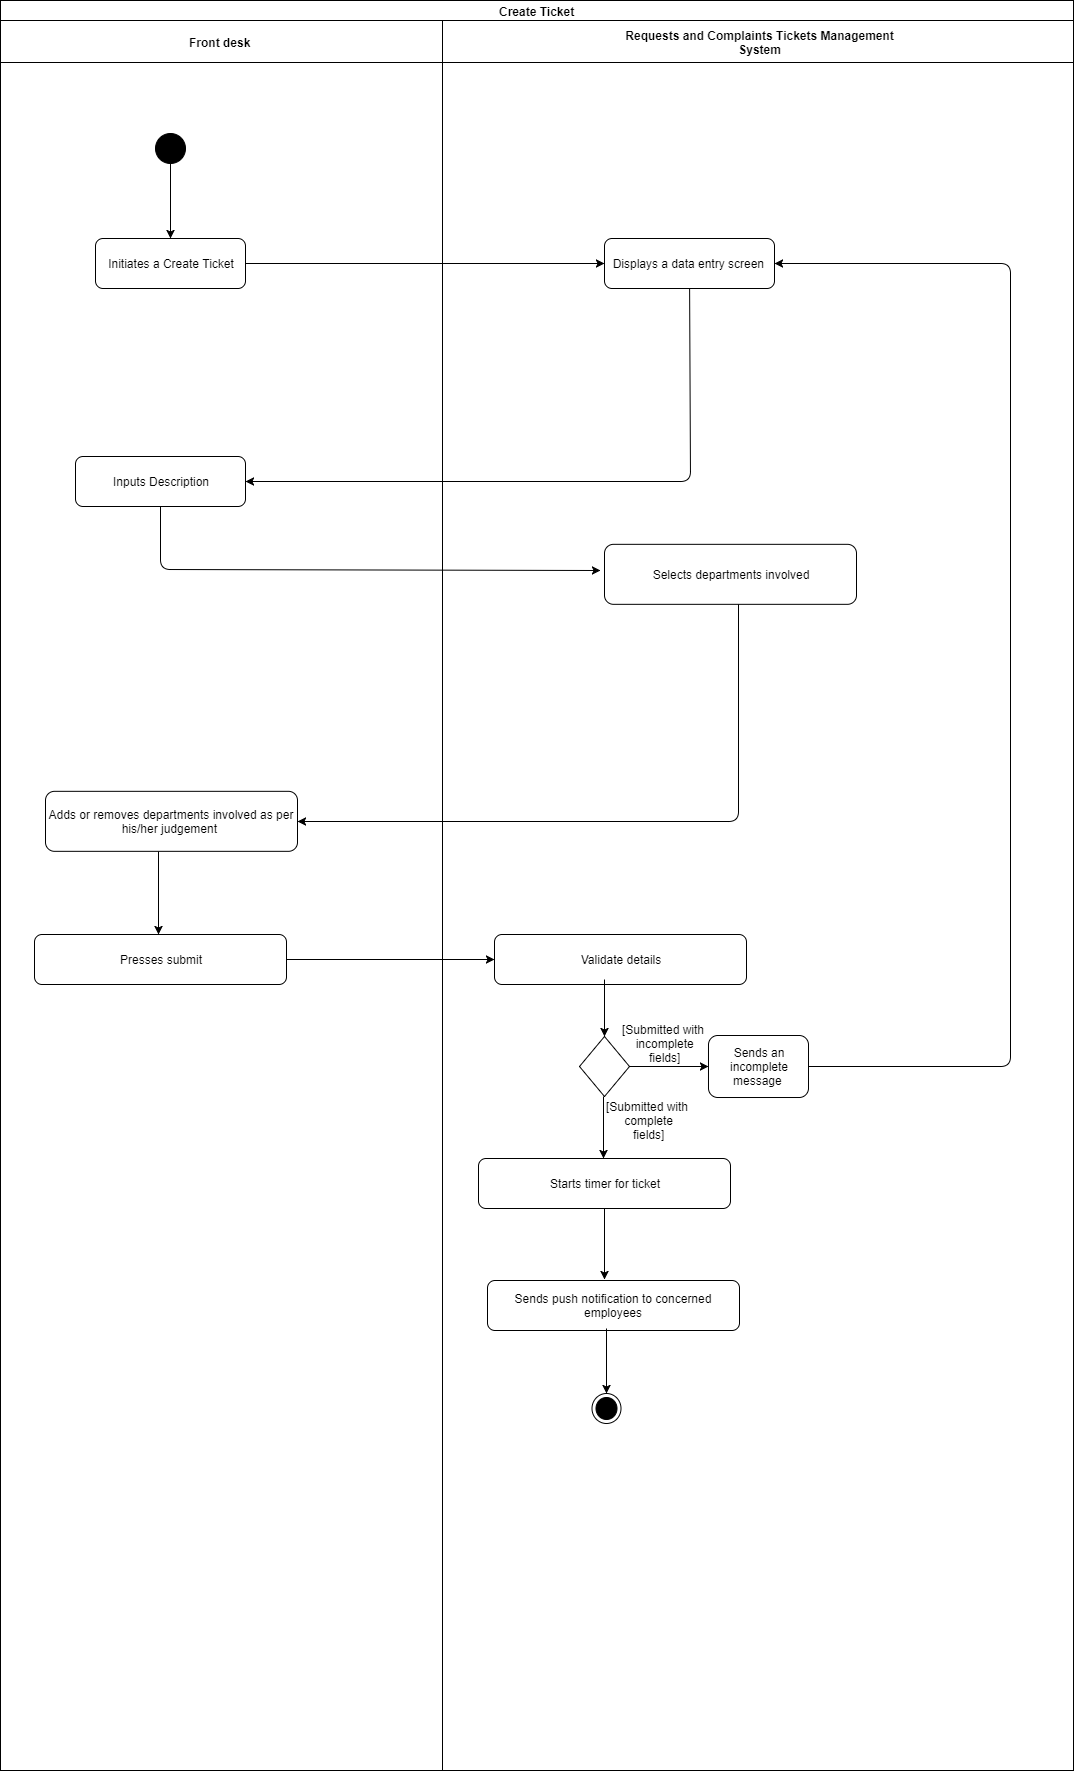 Create Ticket
Front desk
Requests and Complaints Tickets Management
System
Initiates a Create Ticket
Displays a data entry screen
Inputs Description
Selects departments involved
Adds or removes departments involved as per
his/her judgement
Presses submit
Validate details
[Submitted with
incomplete
fields]
Sends an
incomplete
message
[Submitted with
complete
fields]
Starts timer for ticket
Sends push notification to concerned
employees